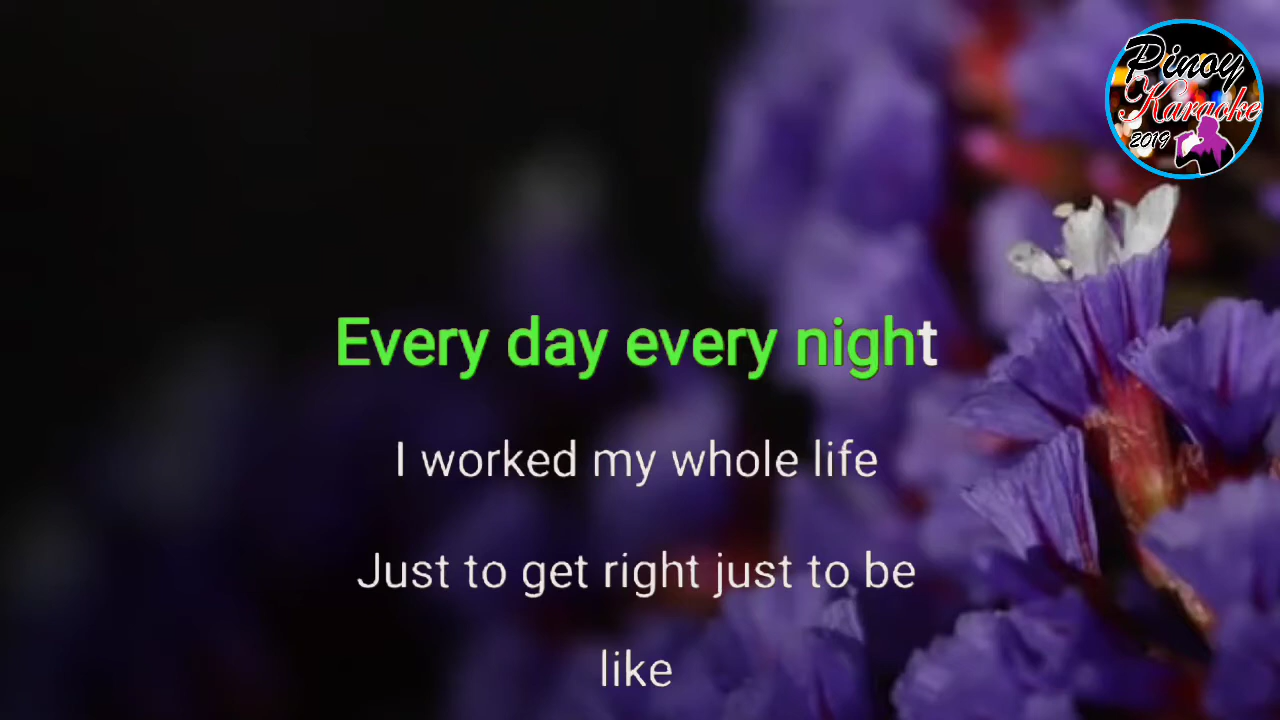 Pinoy
Karaoke
2019
Every day every night
I worked my whole life
Just to get right just to be
like